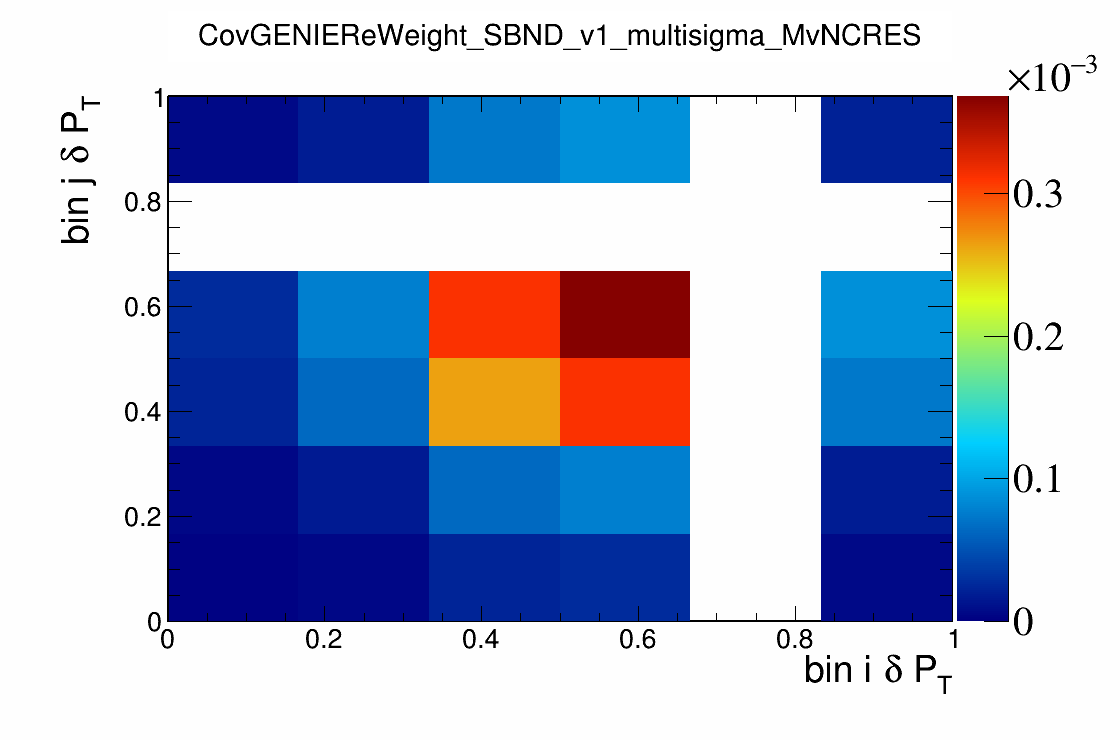 CovGENIEReWeight_SBND_v1_multisigma_MvNCRES
×10⁻³
bin j δ P_T
1
0.8
0.6
0.4
0.2
0
0 0.2 0.4 0.6 0.8 1
bin i δ P_T
0.3
0.2
0.1
0